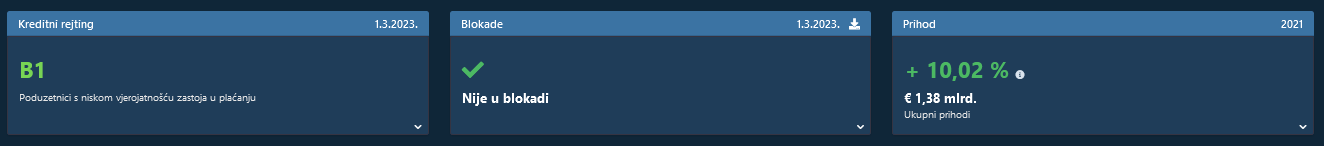 Kreditni rejting 1.3.2023.
B1
Poduzetnici s niskom vjerojatnošću zastoja u plaćanju
Blokade 1.3.2023.
Nije u blokadi
Prihod 2021
+ 10,02 %
€ 1,38 mlrd.
Ukupni prihodi